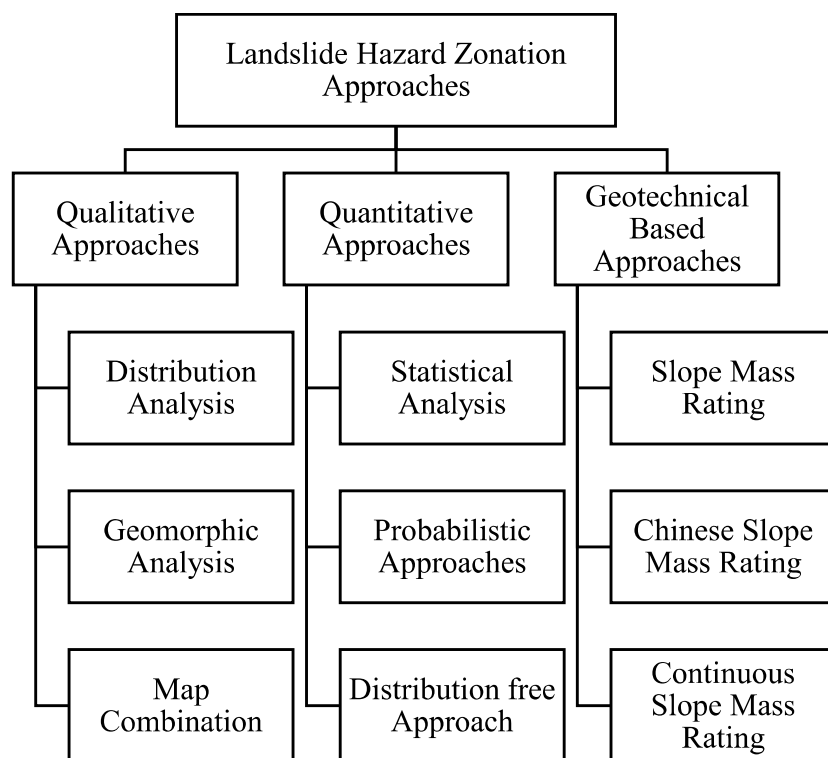 Landslide Hazard Zonation
Approaches
Qualitative
Approaches
Quantitative
Approaches
Geotechnical
Based
Approaches
Distribution
Analysis
Statistical
Analysis
Slope Mass
Rating
Geomorphic
Analysis
Probabilistic
Approaches
Chinese Slope
Mass Rating
Map
Combination
Distribution free
Approach
Continuous
Slope Mass
Rating